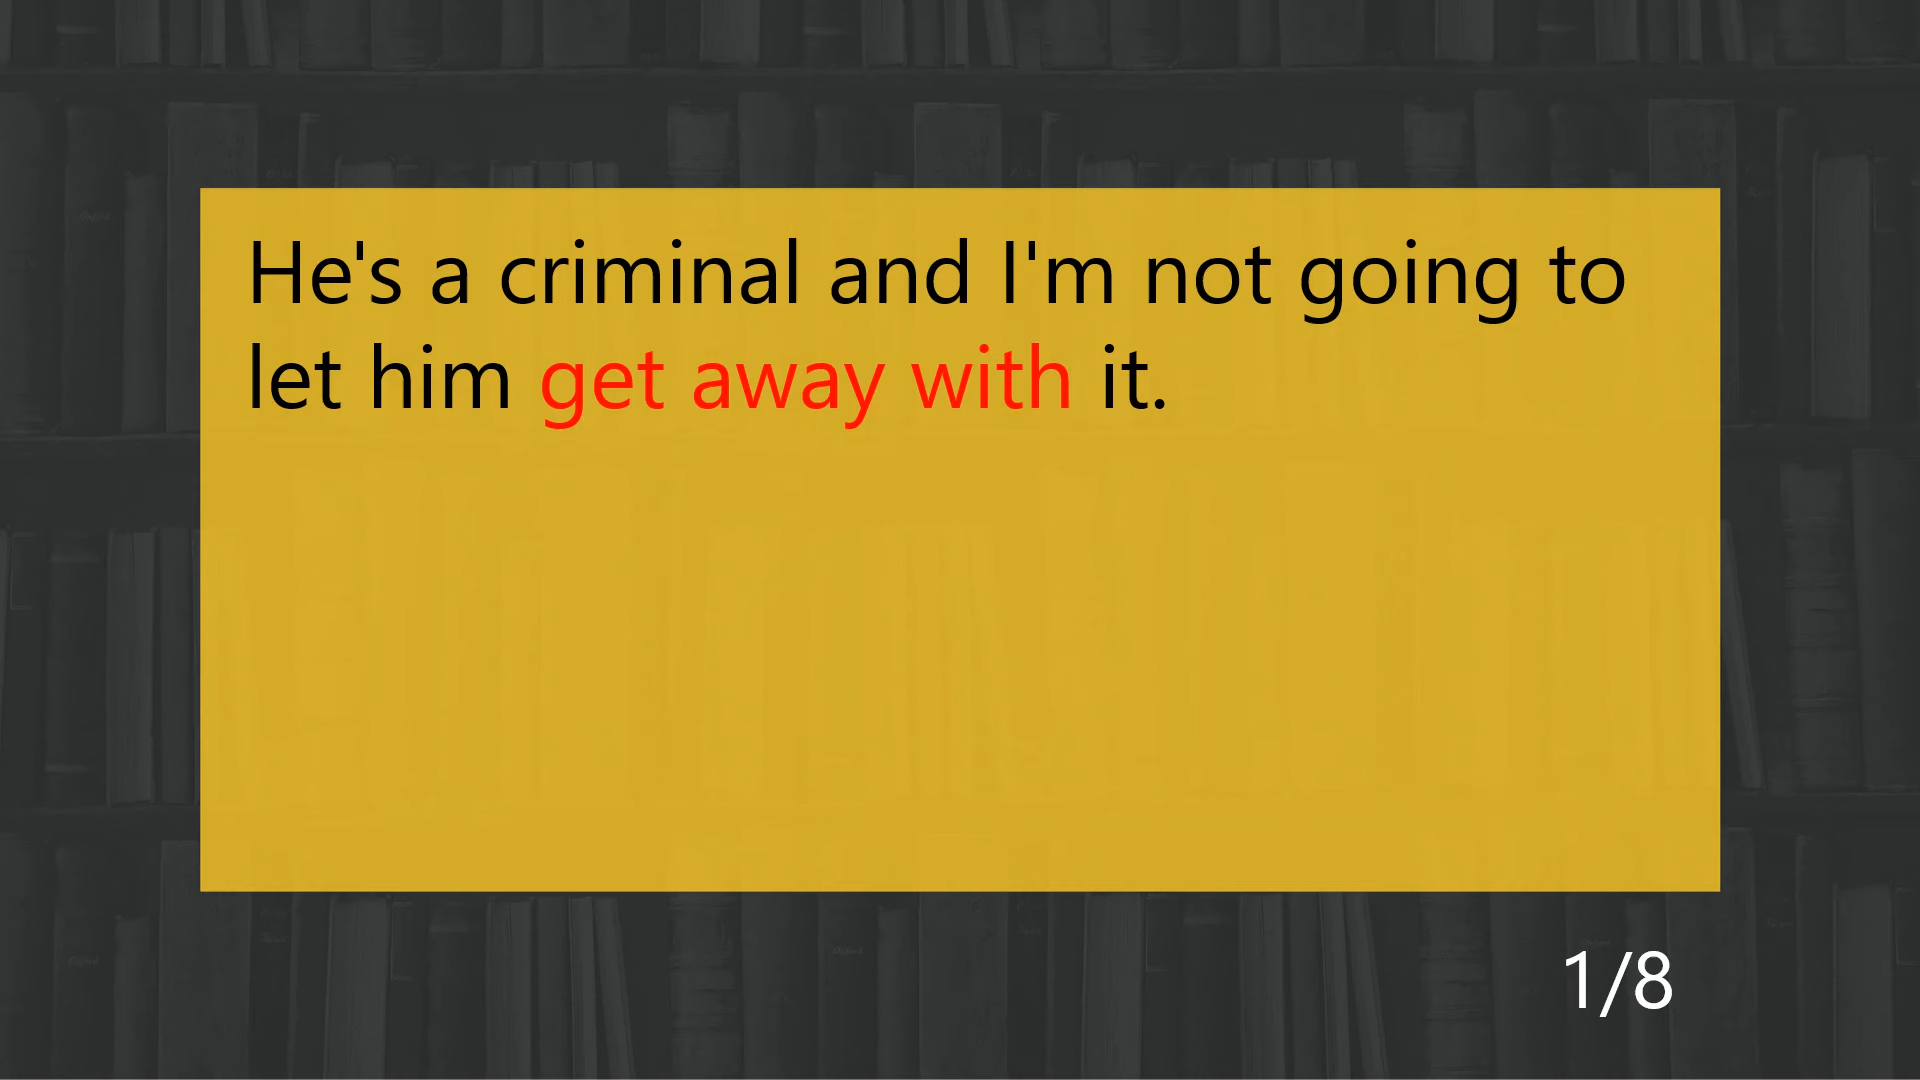 He's a criminal and I'm not going to
let him get away with it.
1/8